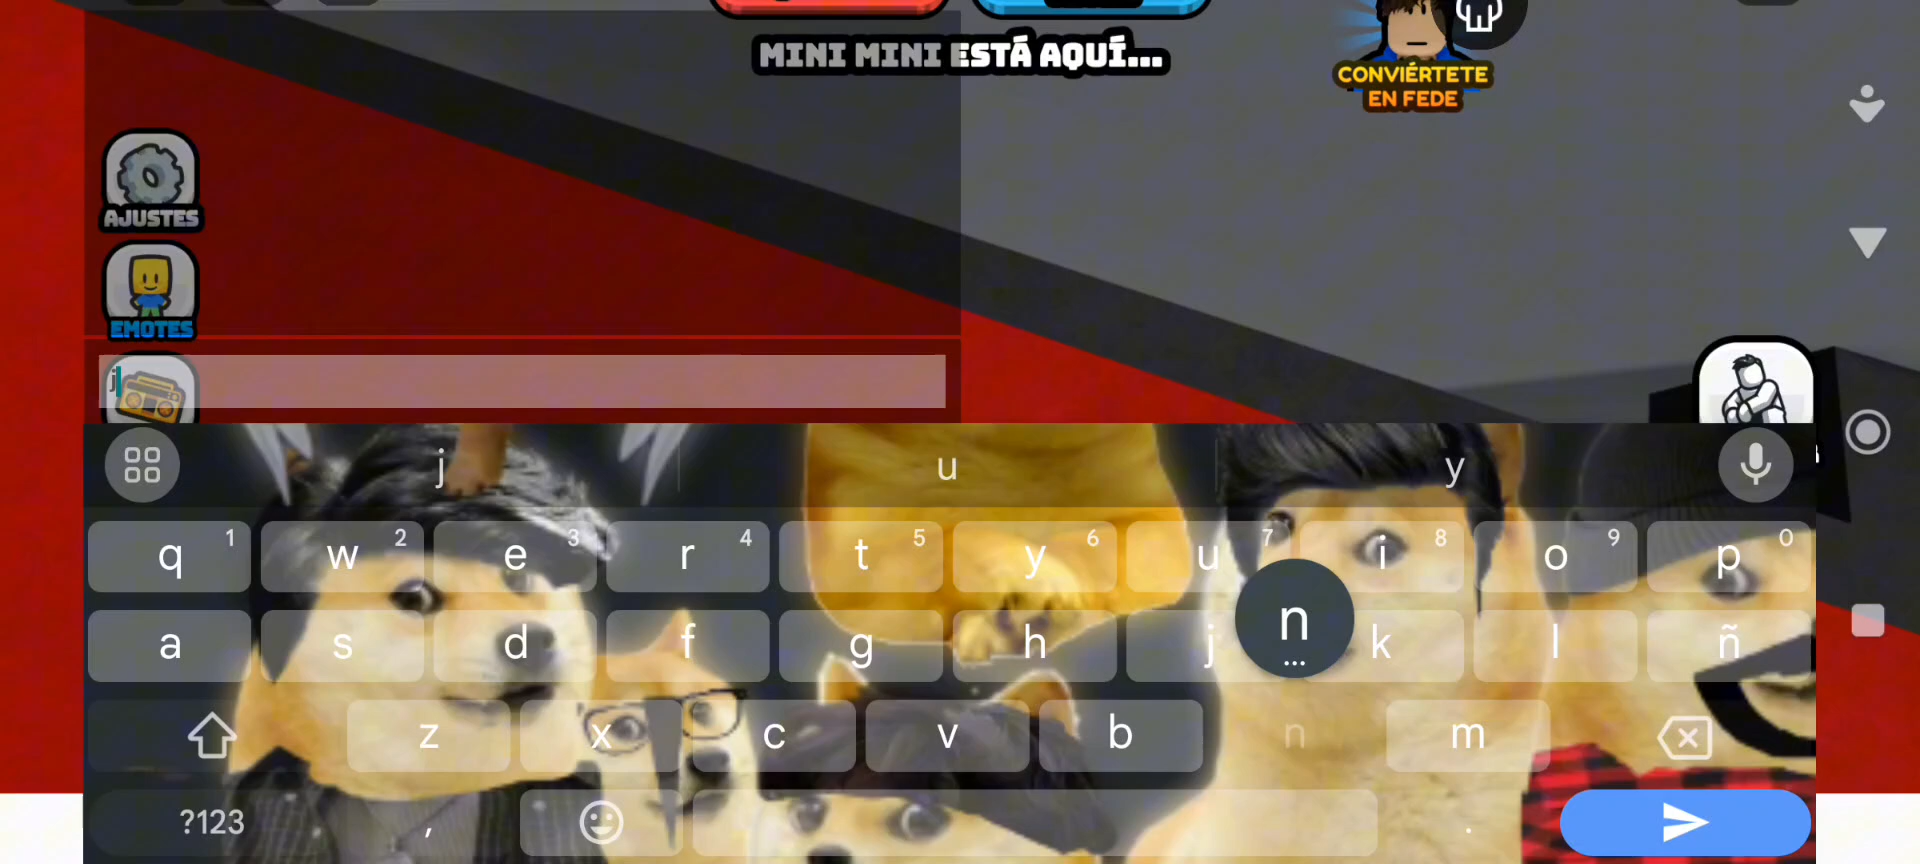 MINI MINI ESTÁ AQUÍ...
CONVIÉRTETE
EN FEDE
AJUSTES
EMOTES
j
j u y
q 1 w 2 e 3 r 4 t 5 y 6 u 7 i 8 o 9 p 0
a s d f g h j k l ñ
n
z x c v b n m
?123 , .